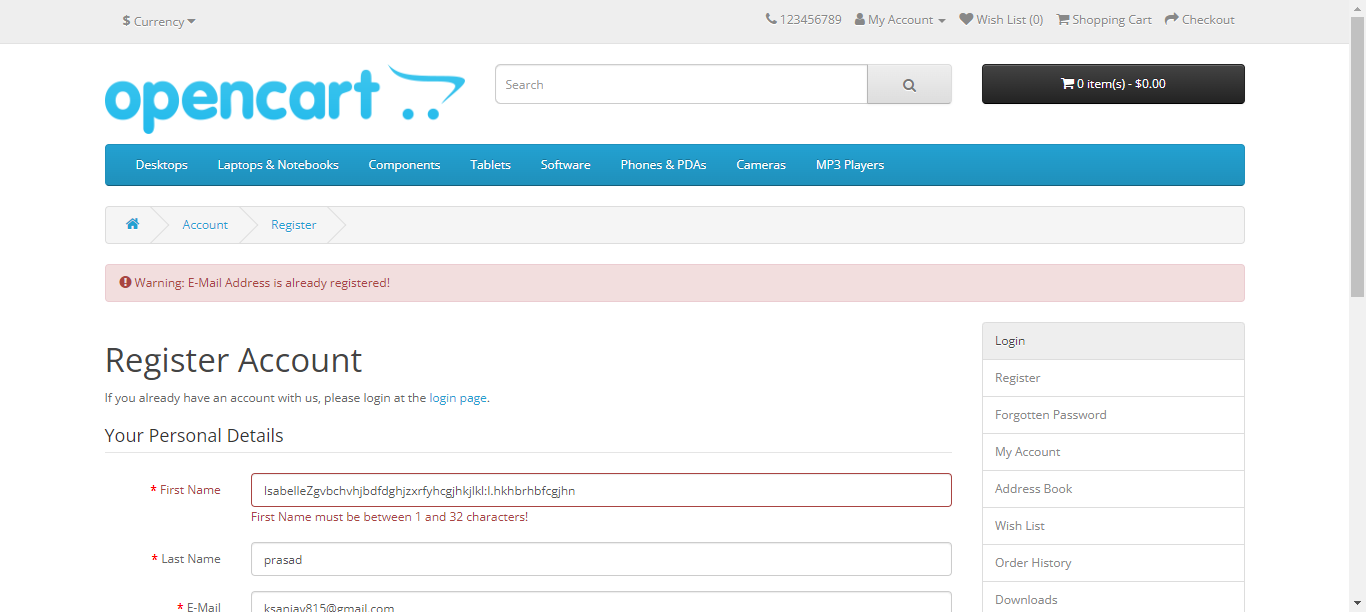 $ Currency
123456789 My Account Wish List (0) Shopping Cart Checkout
opencart
Search
0 item(s) - $0.00
Desktops Laptops & Notebooks Components Tablets Software Phones & PDAs Cameras MP3 Players
Account Register
Warning: E-Mail Address is already registered!
Register Account
If you already have an account with us, please login at the login page.
Your Personal Details
* First Name
IsabelleZgvbchvhjbdfdghjzxrfyhcgjhkjlkl:l.hkhbrhbfcgjhn
First Name must be between 1 and 32 characters!
* Last Name
prasad
* E-Mail
ksanjay815@gmail.com
Login
Register
Forgotten Password
My Account
Address Book
Wish List
Order History
Downloads